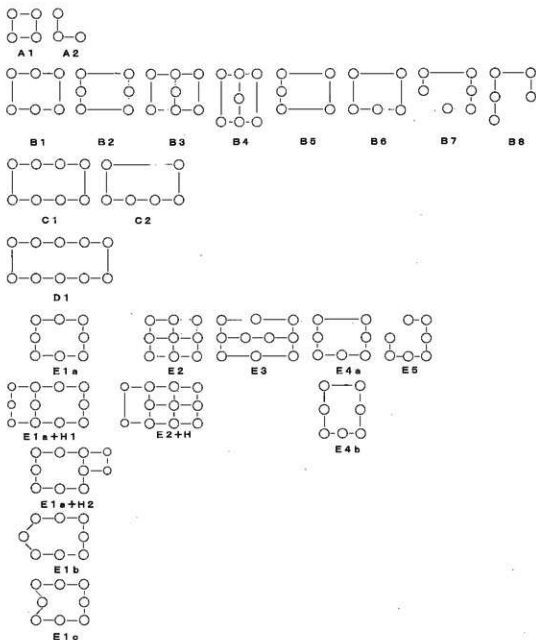 A1 A2
B1 B2 B3 B4 B5 B6 B7 B8
C1 C2
D1
E1a E2 E3 E4a E5
E1a+H1 E2+H E4b
E1a+H2
E1b
E1c